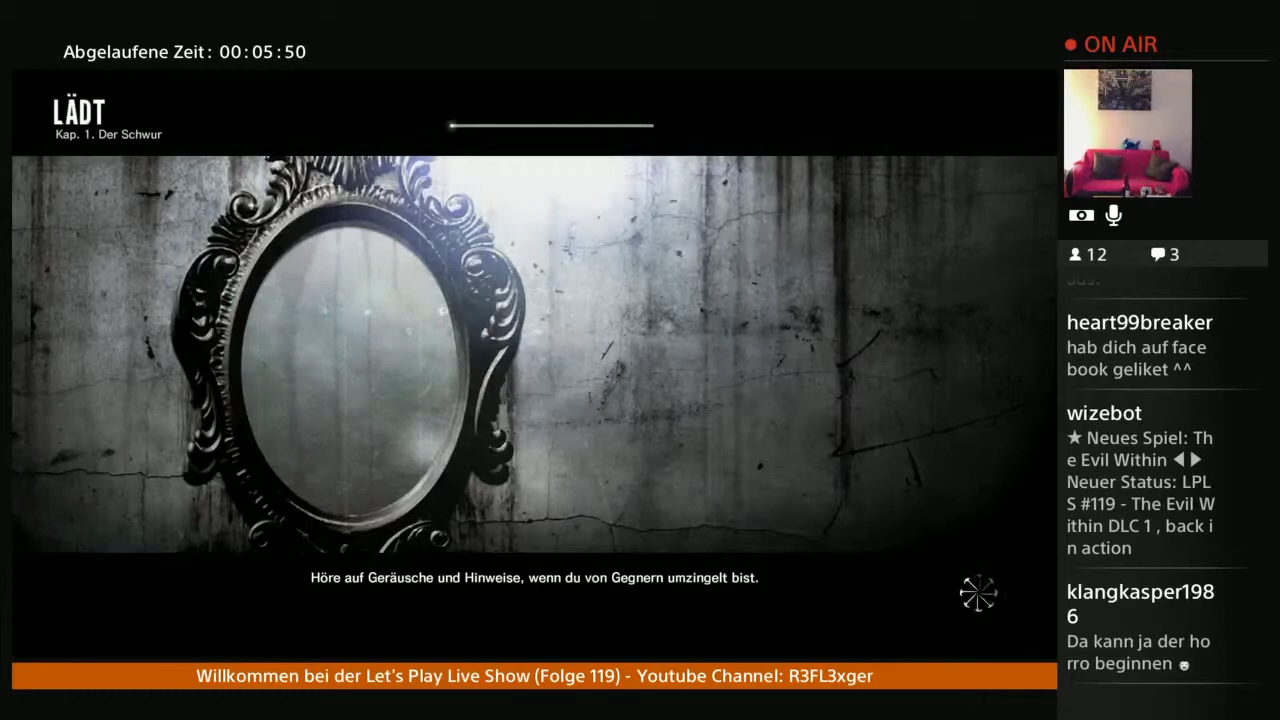 Abgelaufene Zeit: 00:05:50
LÄDT
Kap. 1. Der Schwur
Höre auf Geräusche und Hinweise, wenn du von Gegnern umzingelt bist.
Willkommen bei der Let's Play Live Show (Folge 119) - Youtube Channel: R3FL3xger
ON AIR
12
3
heart99breaker
hab dich auf face
book geliket ^^
wizebot
★ Neues Spiel: Th
e Evil Within ◀ ▶
Neuer Status: LPL
S #119 - The Evil W
ithin DLC 1 , back i
n action
klangkasper198
6
Da kann ja der ho
rro beginnen